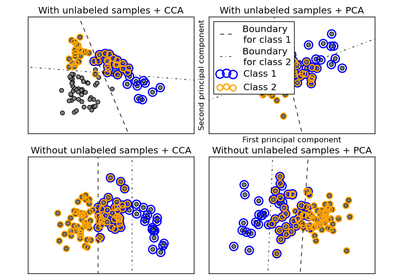 With unlabeled samples + CCA
With unlabeled samples + PCA
Second principal component
Boundary
for class 1
Boundary
for class 2
Class 1
Class 2
First principal component
Without unlabeled samples + CCA
Without unlabeled samples + PCA